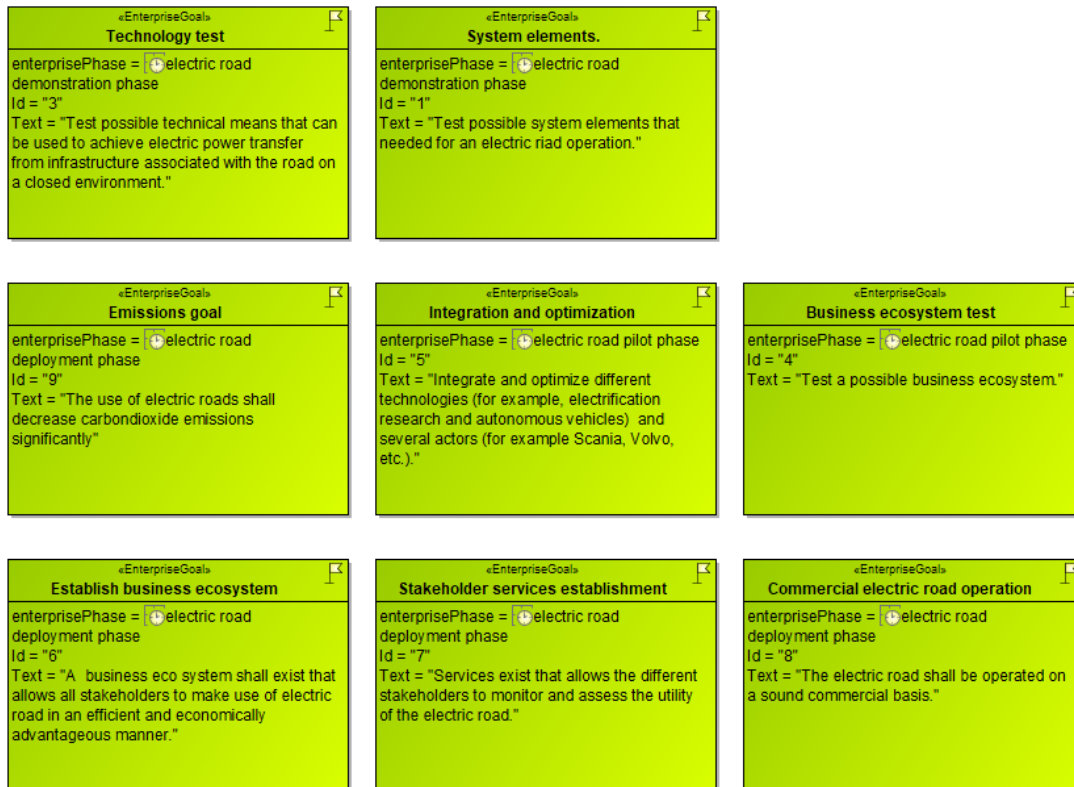 «EnterpriseGoal»
Technology test
enterprisePhase = electric road
demonstration phase
Id = "3"
Text = "Test possible technical means that can
be used to achieve electric power transfer
from infrastructure associated with the road on
a closed environment."
«EnterpriseGoal»
System elements.
enterprisePhase = electric road
demonstration phase
Id = "1"
Text = "Test possible system elements that
needed for an electric riad operation."
«EnterpriseGoal»
Emissions goal
enterprisePhase = electric road
deployment phase
Id = "9"
Text = "The use of electric roads shall
decrease carbondioxide emissions
significantly"
«EnterpriseGoal»
Integration and optimization
enterprisePhase = electric road pilot phase
Id = "5"
Text = "Integrate and optimize different
technologies (for example, electrification
research and autonomous vehicles)  and
several actors (for example Scania, Volvo,
etc.)."
«EnterpriseGoal»
Business ecosystem test
enterprisePhase = electric road pilot phase
Id = "4"
Text = "Test a possible business ecosystem."
«EnterpriseGoal»
Establish business ecosystem
enterprisePhase = electric road
deployment phase
Id = "6"
Text = "A  business eco system shall exist that
allows all stakeholders to make use of electric
road in an efficient and economically
advantageous manner."
«EnterpriseGoal»
Stakeholder services establishment
enterprisePhase = electric road
deployment phase
Id = "7"
Text = "Services exist that allows the different
stakeholders to monitor and assess the utility
of the electric road."
«EnterpriseGoal»
Commercial electric road operation
enterprisePhase = electric road
deployment phase
Id = "8"
Text = "The electric road shall be operated on
a sound commercial basis."